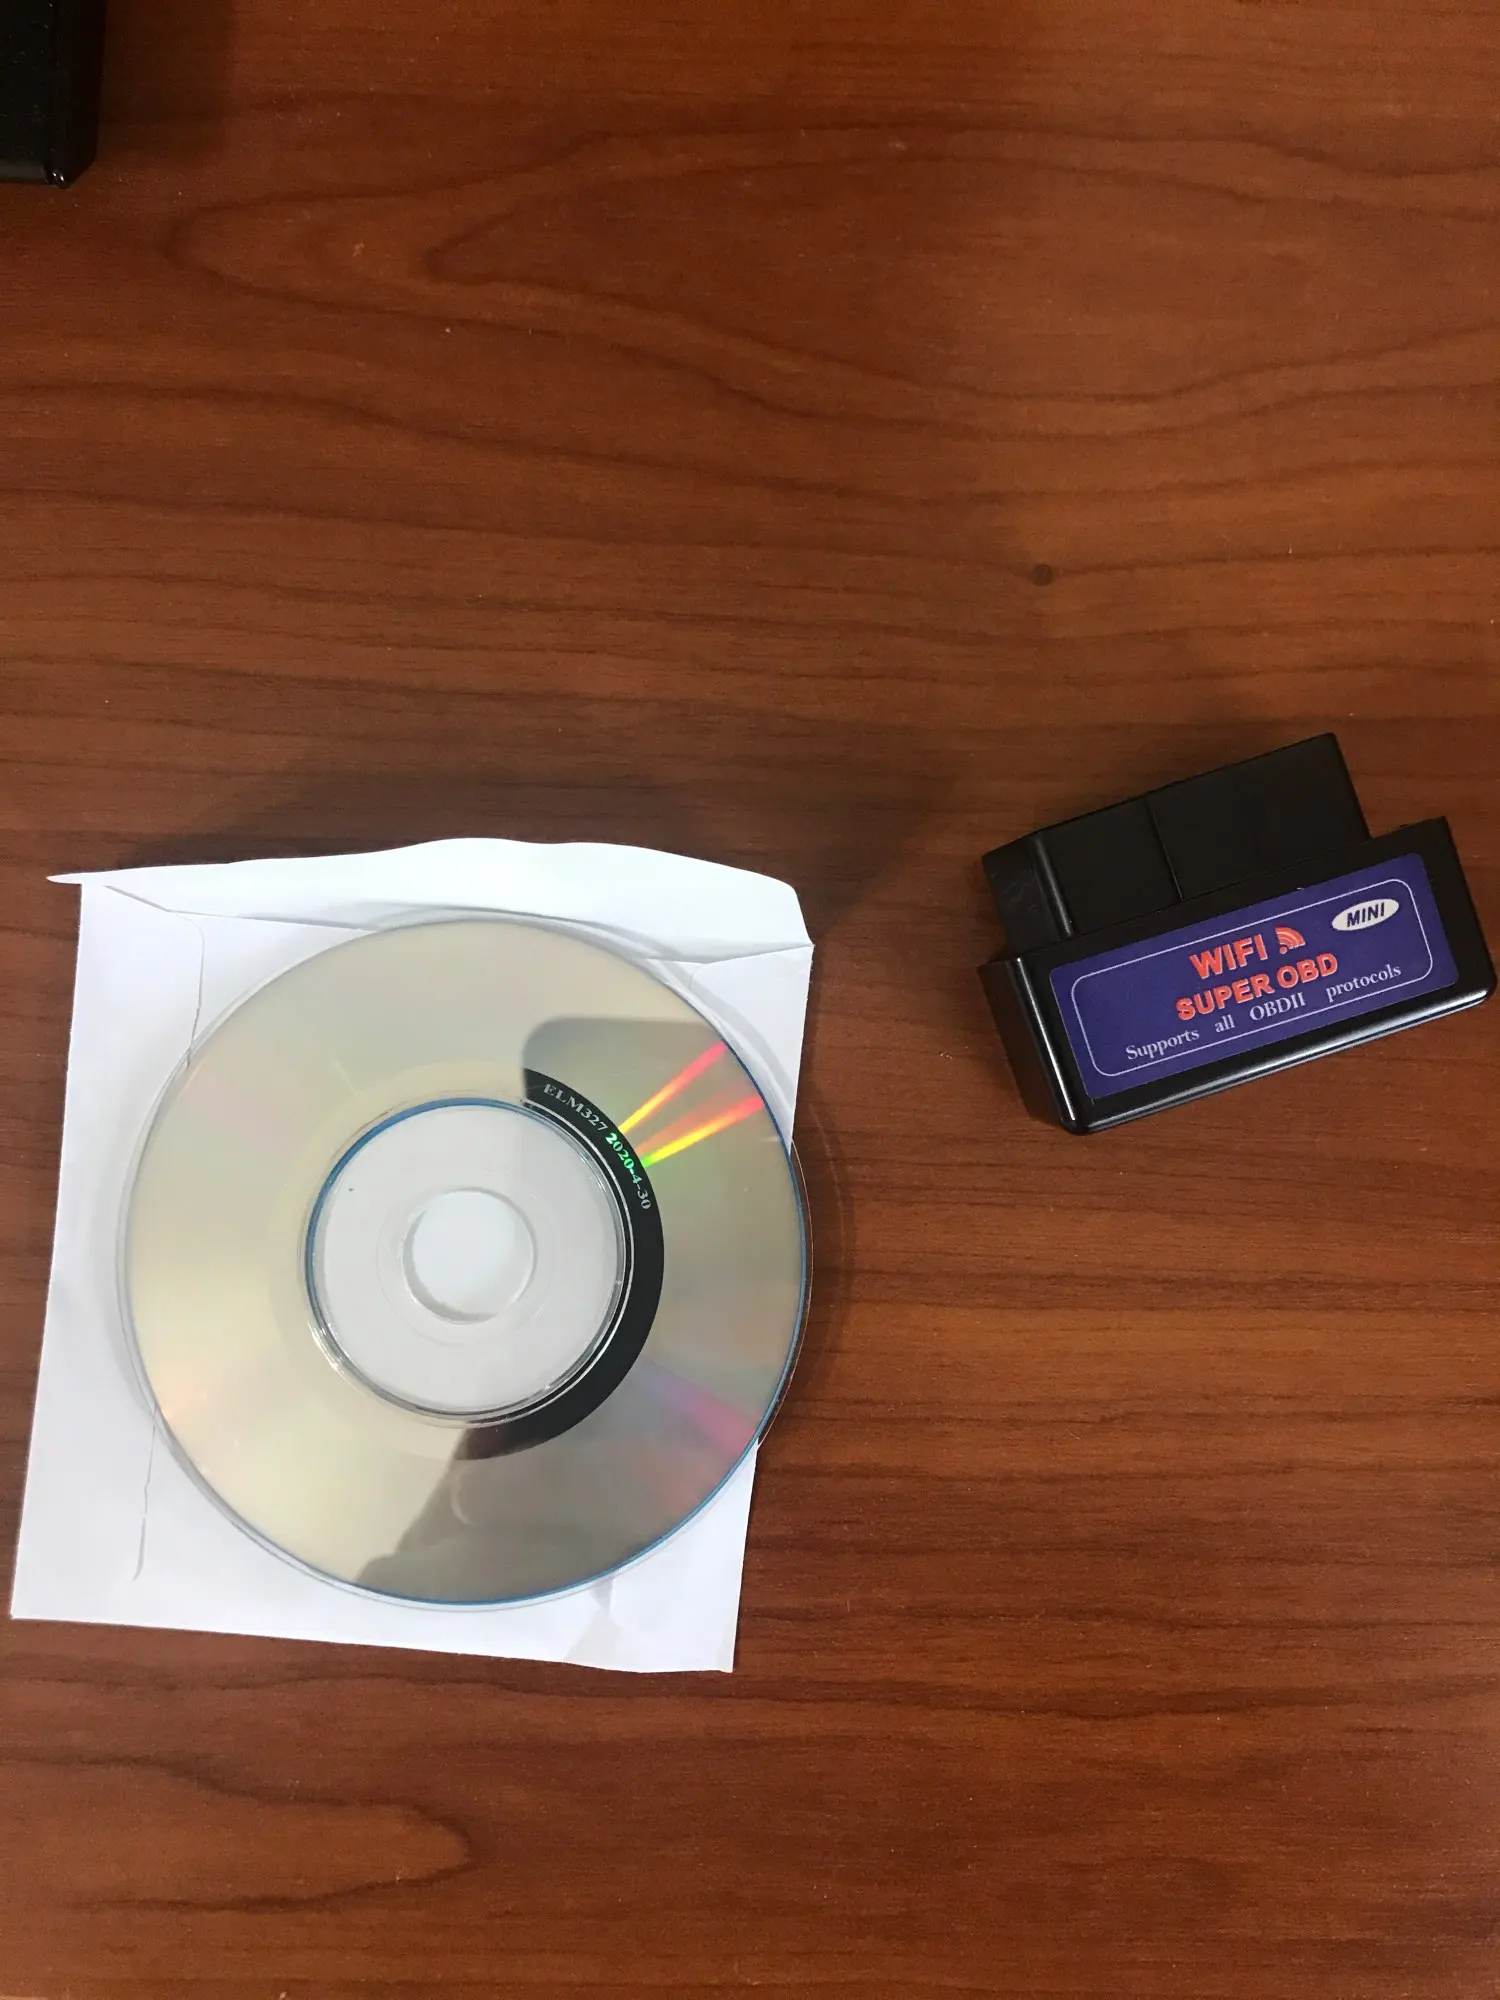 ELM327 2020-4-30
MINI
WIFI
SUPER OBD
Supports all OBDII protocols